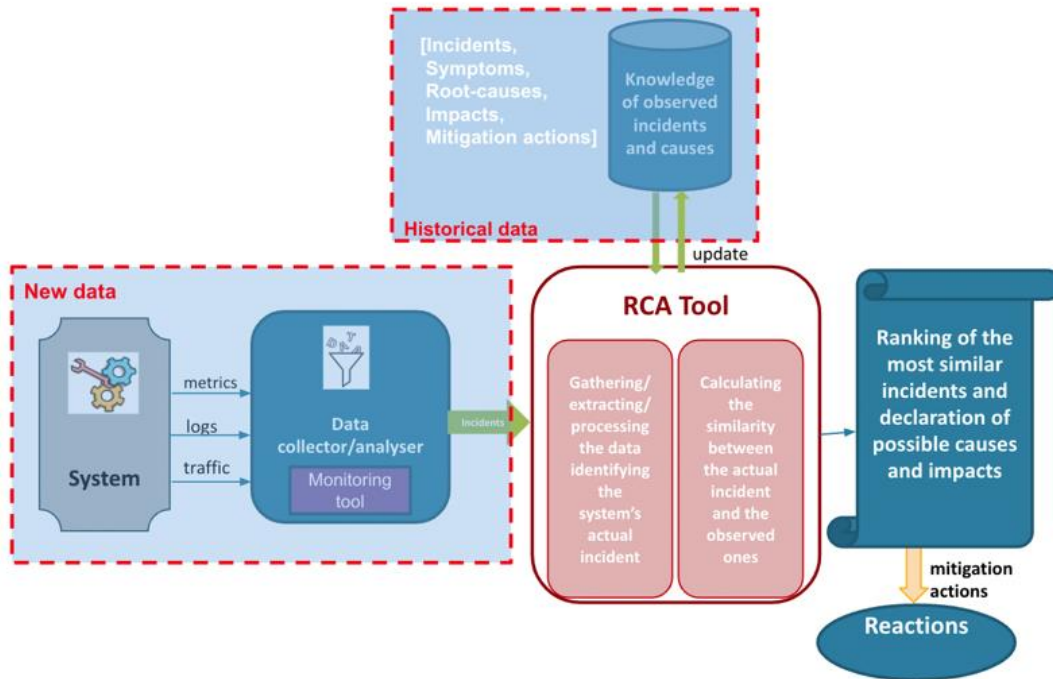 [Incidents,
Symptoms,
Root-causes,
Impacts,
Mitigation actions]
Knowledge
of observed
incidents
and causes
Historical data
update
New data
System
metrics
logs
traffic
Data
collector/analyser
Monitoring
tool
Incidents
RCA Tool
Gathering/
extracting/
processing
the data
identifying
the
system's
actual
incident
Calculating
the
similarity
between
the actual
incident
and the
observed
ones
Ranking of the
most similar
incidents and
declaration of
possible causes
and impacts
mitigation
actions
Reactions